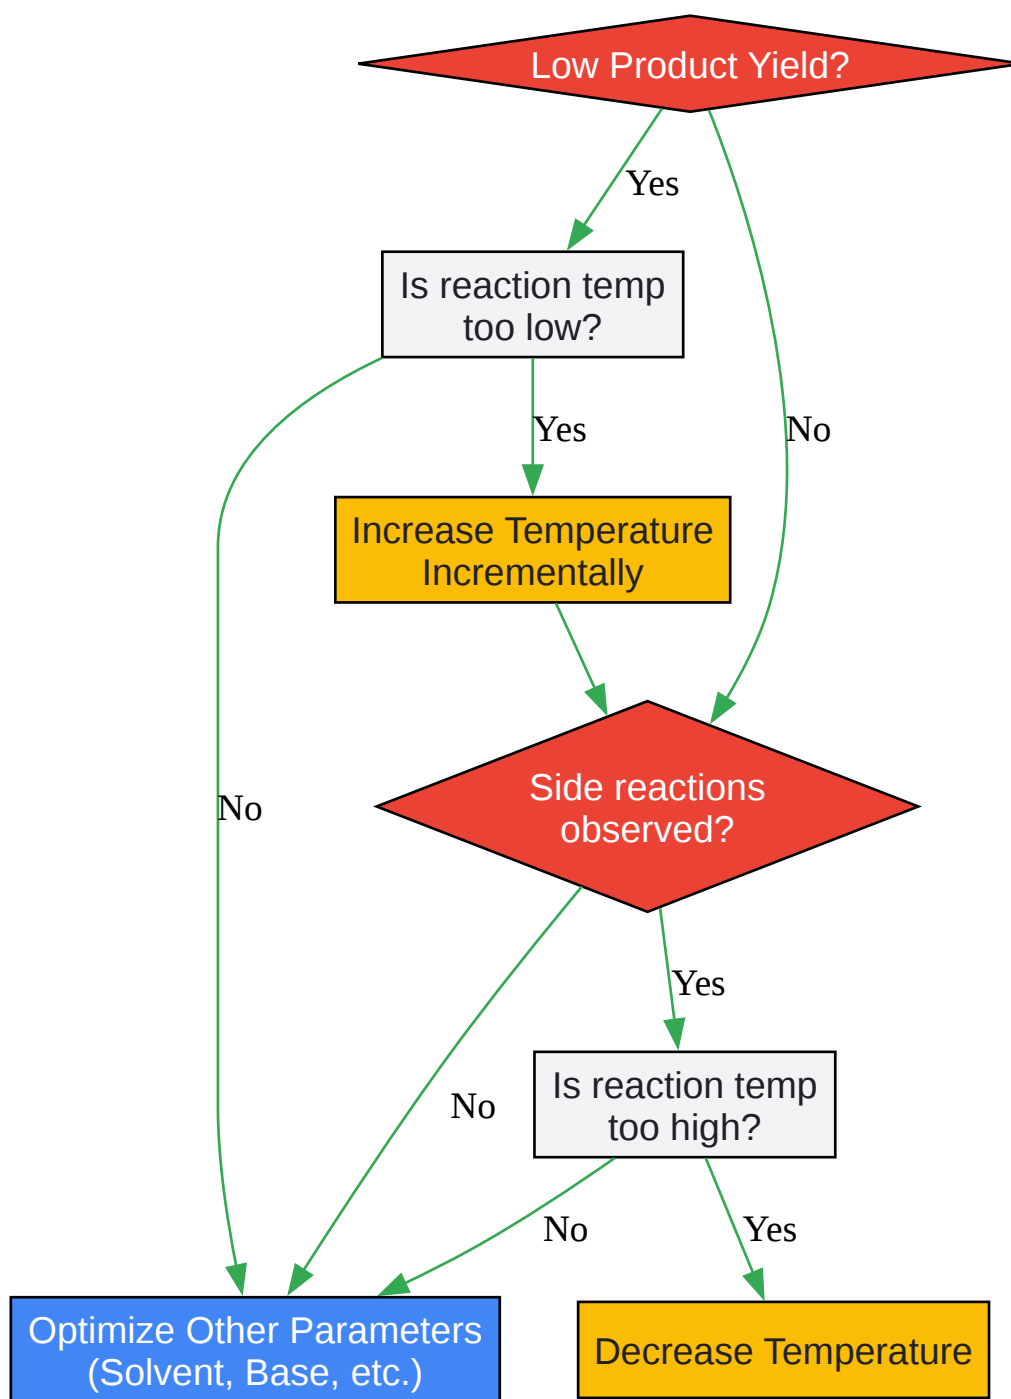 Low Product Yield?
Yes
Is reaction temp
too low?
Yes
No
Increase Temperature
Incrementally
Side reactions
observed?
No
Yes
Is reaction temp
too high?
No
No
Yes
Optimize Other Parameters
(Solvent, Base, etc.)
Decrease Temperature